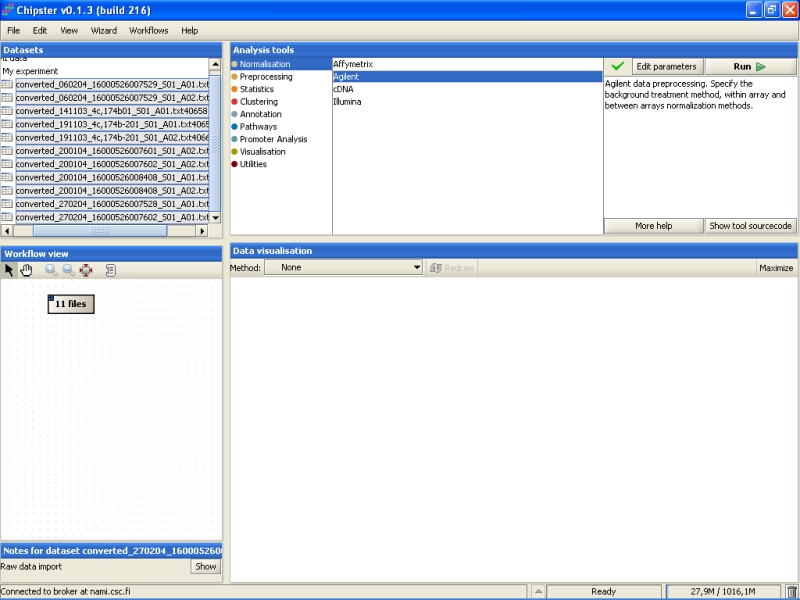 Chipster v0.1.3 (build 216)
File Edit View Wizard Workflows Help
Datasets
My experiment
converted_060204_16000526007529_S01_A01.txt
converted_060204_16000526007529_S01_A02.txt
converted_141103_4c,174b01_S01_A01.txt40658
converted_191103_4c,174b-201_S01_A01.txt4065
converted_191103_4c,174b-201_S01_A02.txt4066
converted_200104_16000526007601_S01_A02.txt
converted_200104_16000526007602_S01_A02.txt
converted_200104_16000526008408_S01_A01.txt
converted_200104_16000526008408_S01_A02.txt
converted_270204_16000526007528_S01_A01.txt
converted_270204_16000526007602_S01_A01.txt
Analysis tools
Normalisation
Preprocessing
Statistics
Clustering
Annotation
Pathways
Promoter Analysis
Visualisation
Utilities
Affymetrix
Agilent
cDNA
Illumina
Edit parameters Run
Agilent data preprocessing. Specify the
background treatment method, within array and
between arrays normalization methods.
More help Show tool sourcecode
Workflow view
11 files
Data visualisation
Method: None Redraw Maximize
Notes for dataset converted_270204_160005260
Raw data import Show
Connected to broker at nami.csc.fi Ready 27,9M / 1016,1M